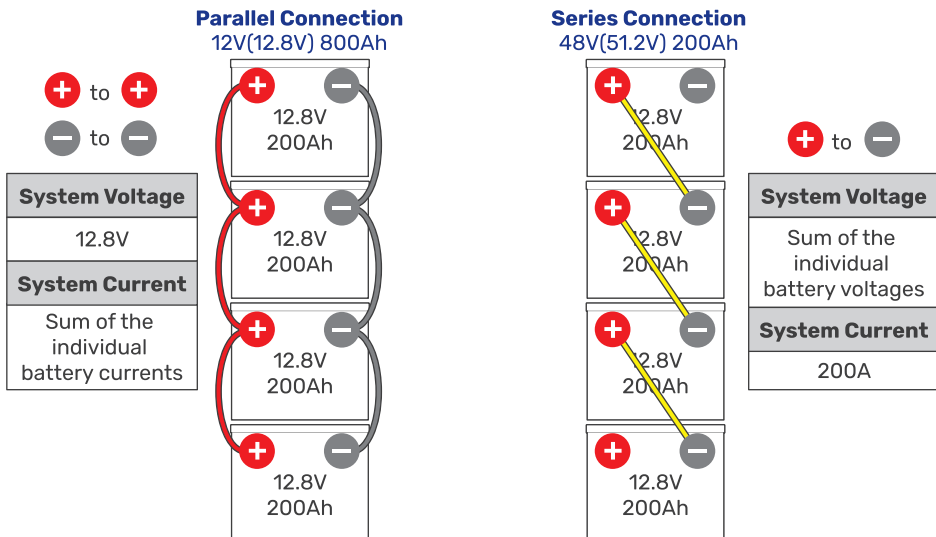 Parallel Connection
12V(12.8V) 800Ah
+ to +
− to −
System Voltage
12.8V
System Current
Sum of the
individual
battery currents
+ −
12.8V
200Ah
+ −
12.8V
200Ah
+ −
12.8V
200Ah
+ −
12.8V
200Ah
Series Connection
48V(51.2V) 200Ah
+ −
12.8V
200Ah
+ −
12.8V
200Ah
+ −
12.8V
200Ah
+ −
12.8V
200Ah
+ to −
System Voltage
Sum of the
individual
battery voltages
System Current
200A